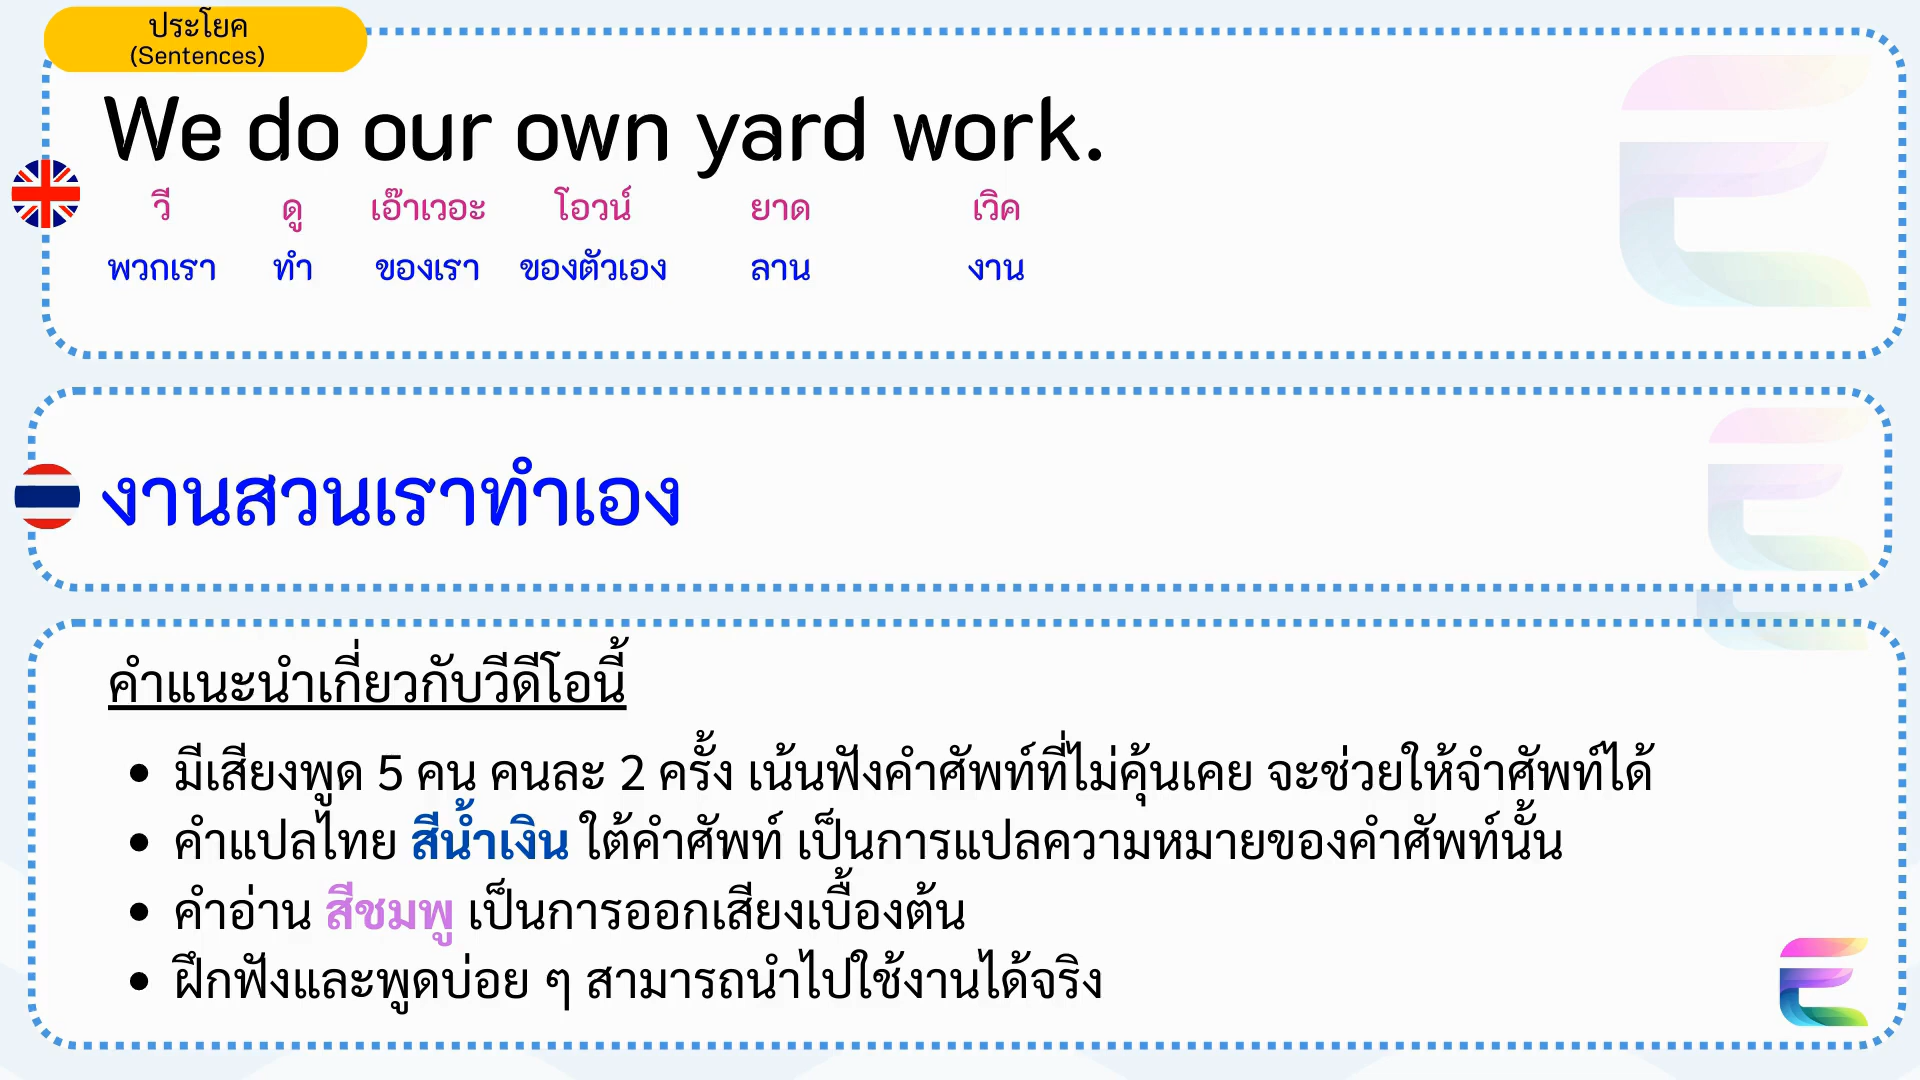 ประโยค
(Sentences)
We do our own yard work.
วี ดู เอ๊าเวอะ โอวน์ ยาด เวิค
พวกเรา ทำ ของเรา ของตัวเอง ลาน งาน
งานสวนเราทำเอง
คำแนะนำเกี่ยวกับวีดีโอนี้
• มีเสียงพูด 5 คน คนละ 2 ครั้ง เน้นฟังคำศัพท์ที่ไม่คุ้นเคย จะช่วยให้จำศัพท์ได้
• คำแปลไทย สีน้ำเงิน ใต้คำศัพท์ เป็นการแปลความหมายของคำศัพท์นั้น
• คำอ่าน สีชมพู เป็นการออกเสียงเบื้องต้น
• ฝึกฟังและพูดบ่อย ๆ สามารถนำไปใช้งานได้จริง